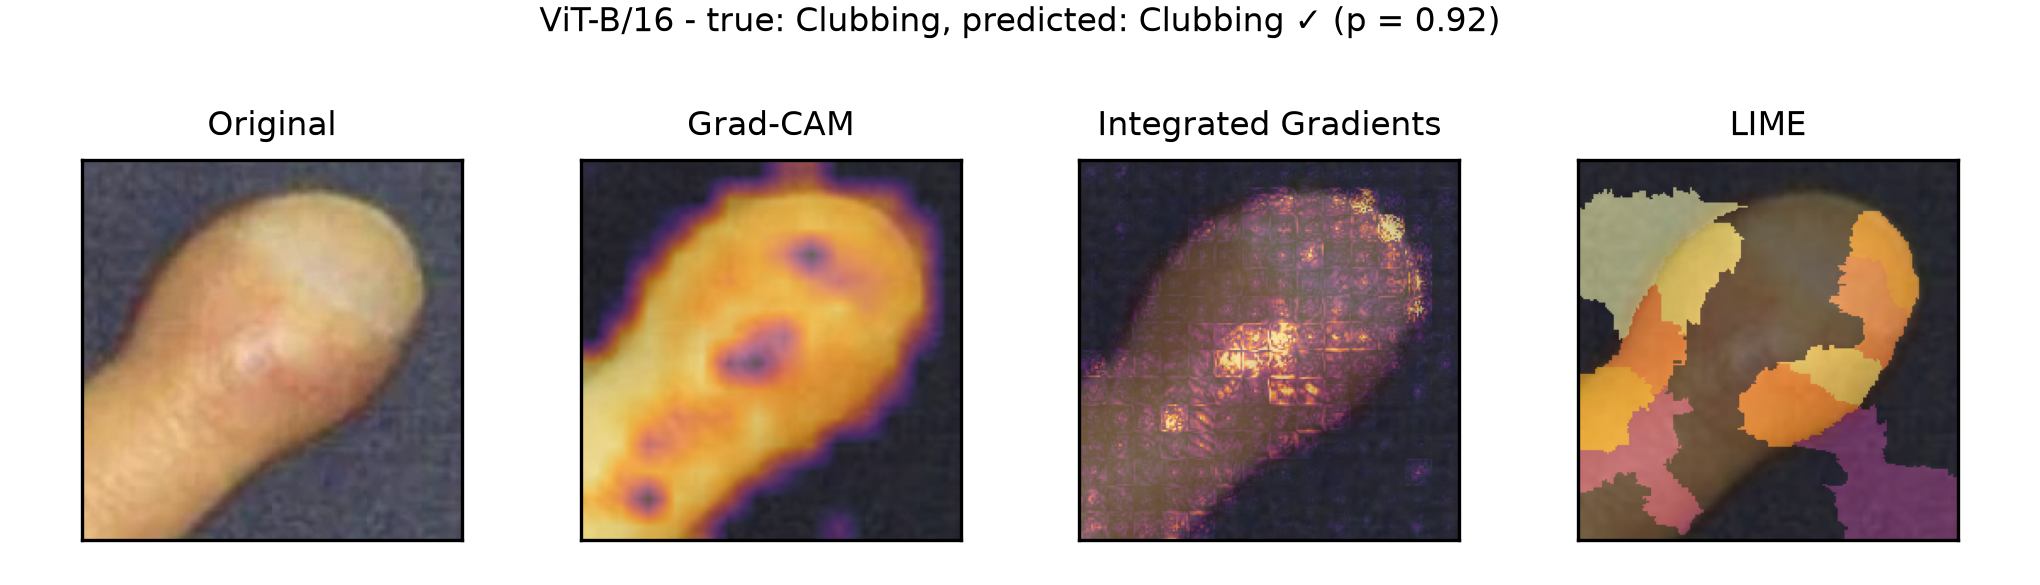 ViT-B/16 - true: Clubbing, predicted: Clubbing ✓ (p = 0.92)
Original
Grad-CAM
Integrated Gradients
LIME